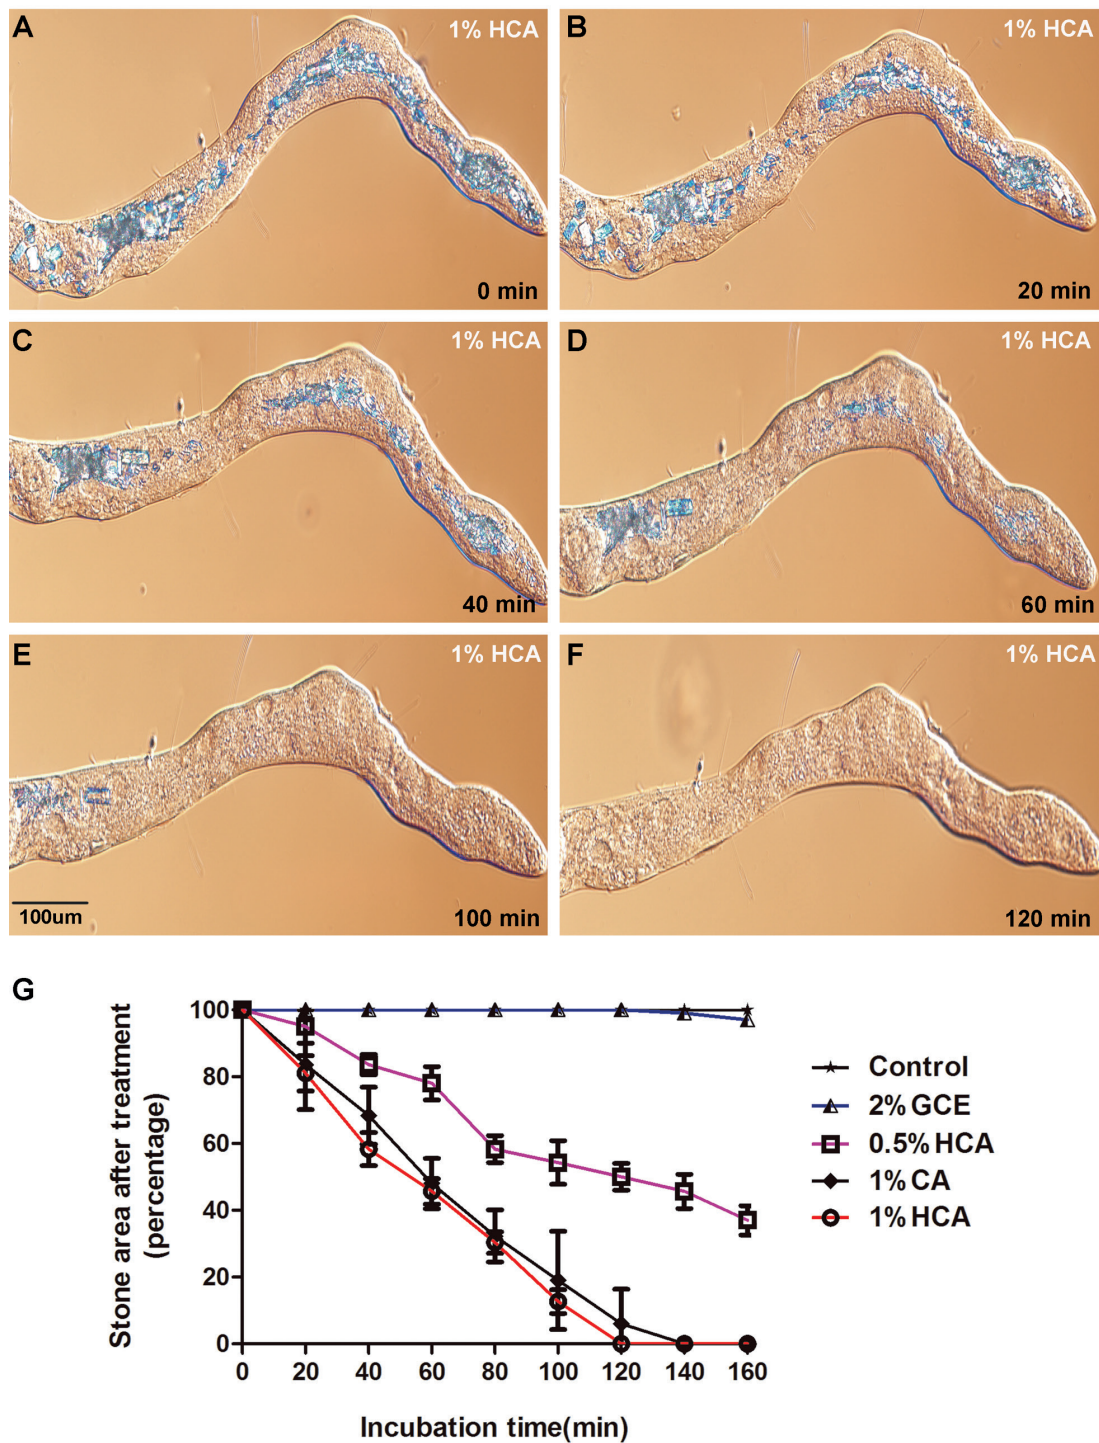 A 1% HCA
0 min
B 1% HCA
20 min
C 1% HCA
40 min
D 1% HCA
60 min
E 1% HCA
100um
100 min
F 1% HCA
120 min
G
Stone area after treatment
(percentage)
100
80
60
40
20
0
0 20 40 60 80 100 120 140 160
Incubation time(min)
Control
2% GCE
0.5% HCA
1% CA
1% HCA